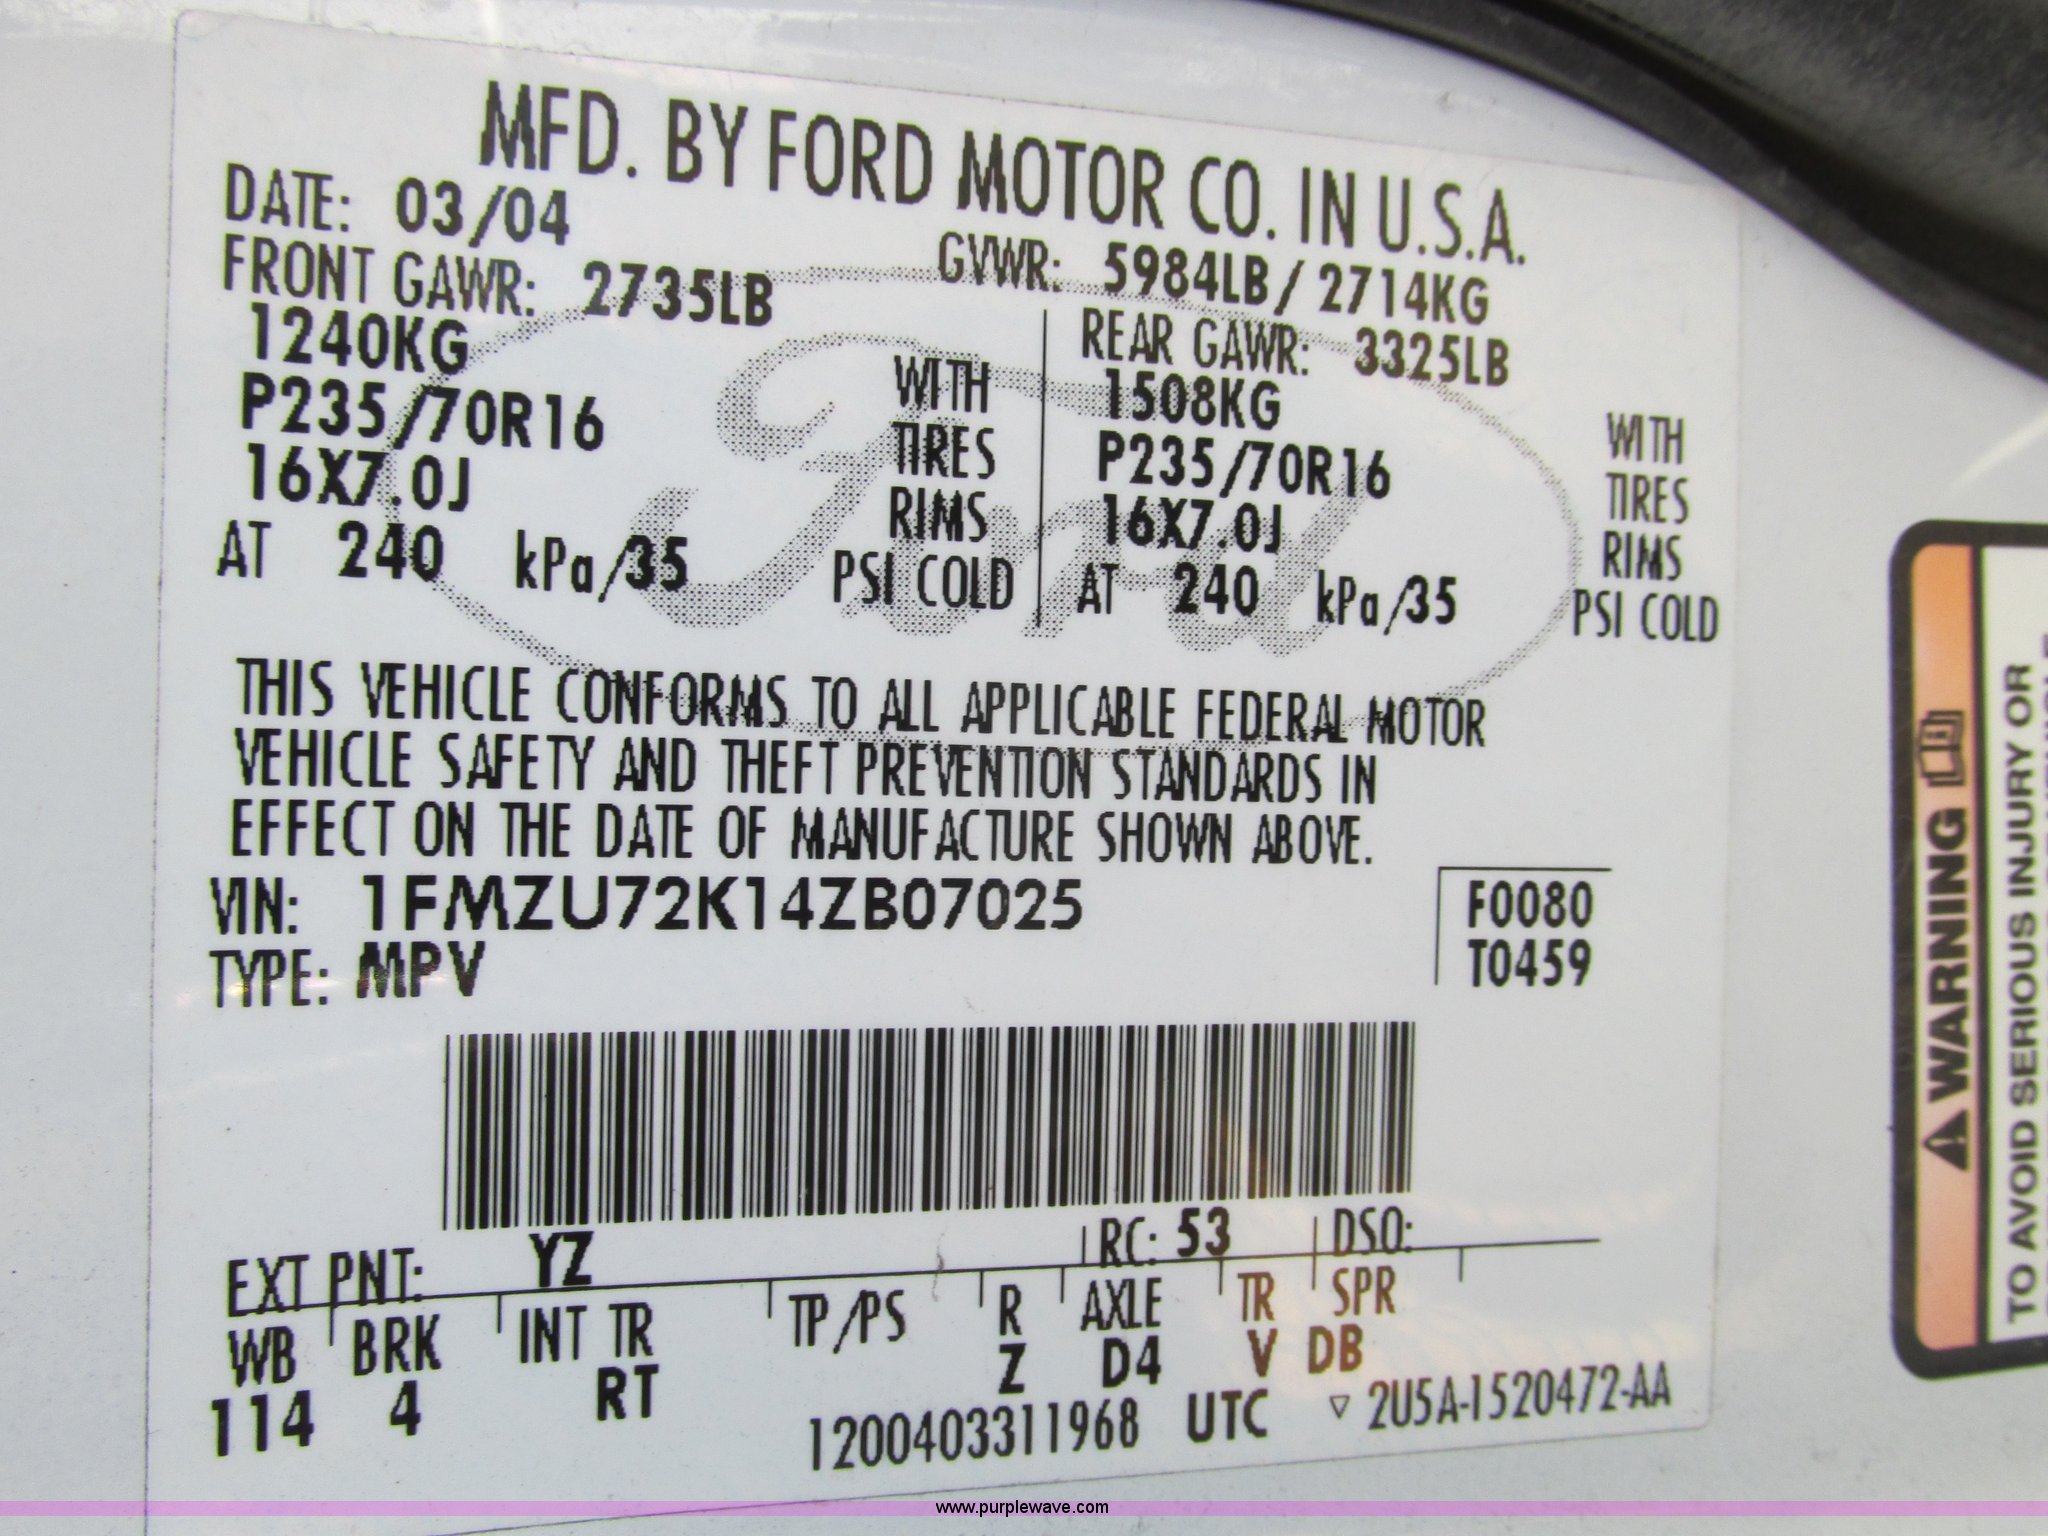 MFD. BY FORD MOTOR CO. IN U.S.A.
DATE: 03/04 GVWR: 5984LB / 2714KG
FRONT GAWR: 2735LB REAR GAWR: 3325LB
1240KG WITH 1508KG WITH
P235/70R16 TIRES P235/70R16 TIRES
16X7.0J RIMS 16X7.0J RIMS
AT 240 kPa/35 PSI COLD AT 240 kPa/35 PSI COLD
Ford
THIS VEHICLE CONFORMS TO ALL APPLICABLE FEDERAL MOTOR
VEHICLE SAFETY AND THEFT PREVENTION STANDARDS IN
EFFECT ON THE DATE OF MANUFACTURE SHOWN ABOVE.
VIN: 1FMZU72K14ZB07025 F0080
TYPE: MPV T0459
EXT PNT: YZ RC: 53 DSO:
WB BRK INT TR TP/PS R AXLE TR SPR
114 4 RT Z D4 V DB
1200403311968 UTC ▽ 2U5A-1520472-AA
WARNING
TO AVOID SERIOUS INJURY OR
www.purplewave.com